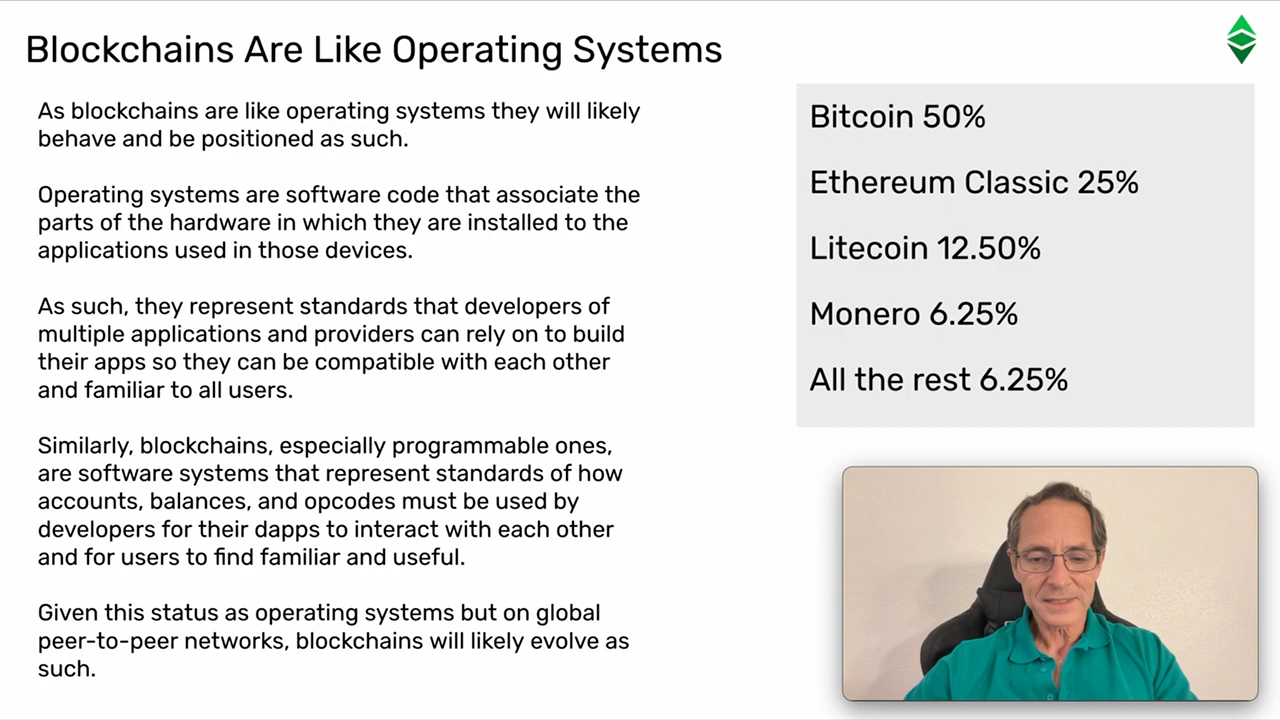 Blockchains Are Like Operating Systems
As blockchains are like operating systems they will likely
behave and be positioned as such.
Operating systems are software code that associate the
parts of the hardware in which they are installed to the
applications used in those devices.
As such, they represent standards that developers of
multiple applications and providers can rely on to build
their apps so they can be compatible with each other
and familiar to all users.
Similarly, blockchains, especially programmable ones,
are software systems that represent standards of how
accounts, balances, and opcodes must be used by
developers for their dapps to interact with each other
and for users to find familiar and useful.
Given this status as operating systems but on global
peer-to-peer networks, blockchains will likely evolve as
such.
Bitcoin 50%
Ethereum Classic 25%
Litecoin 12.50%
Monero 6.25%
All the rest 6.25%